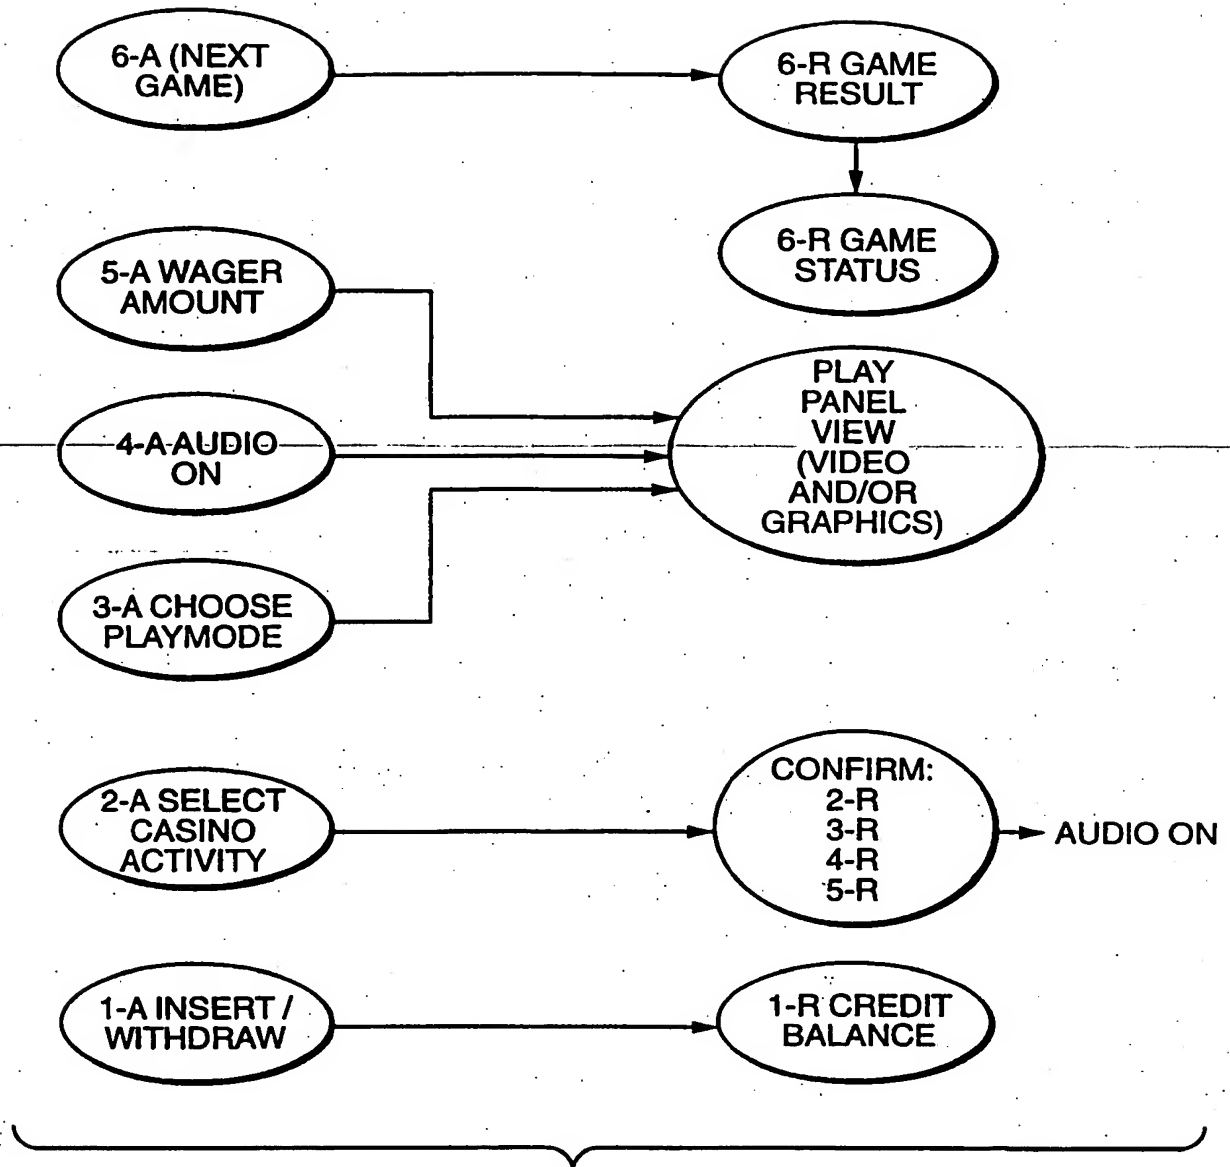 6-A (NEXT
GAME)
6-R GAME
RESULT
6-R GAME
STATUS
5-A WAGER
AMOUNT
4-A AUDIO
ON
3-A CHOOSE
PLAYMODE
PLAY
PANEL
VIEW
(VIDEO
AND/OR
GRAPHICS)
2-A SELECT
CASINO
ACTIVITY
CONFIRM:
2-R
3-R
4-R
5-R
AUDIO ON
1-A INSERT /
WITHDRAW
1-R CREDIT
BALANCE